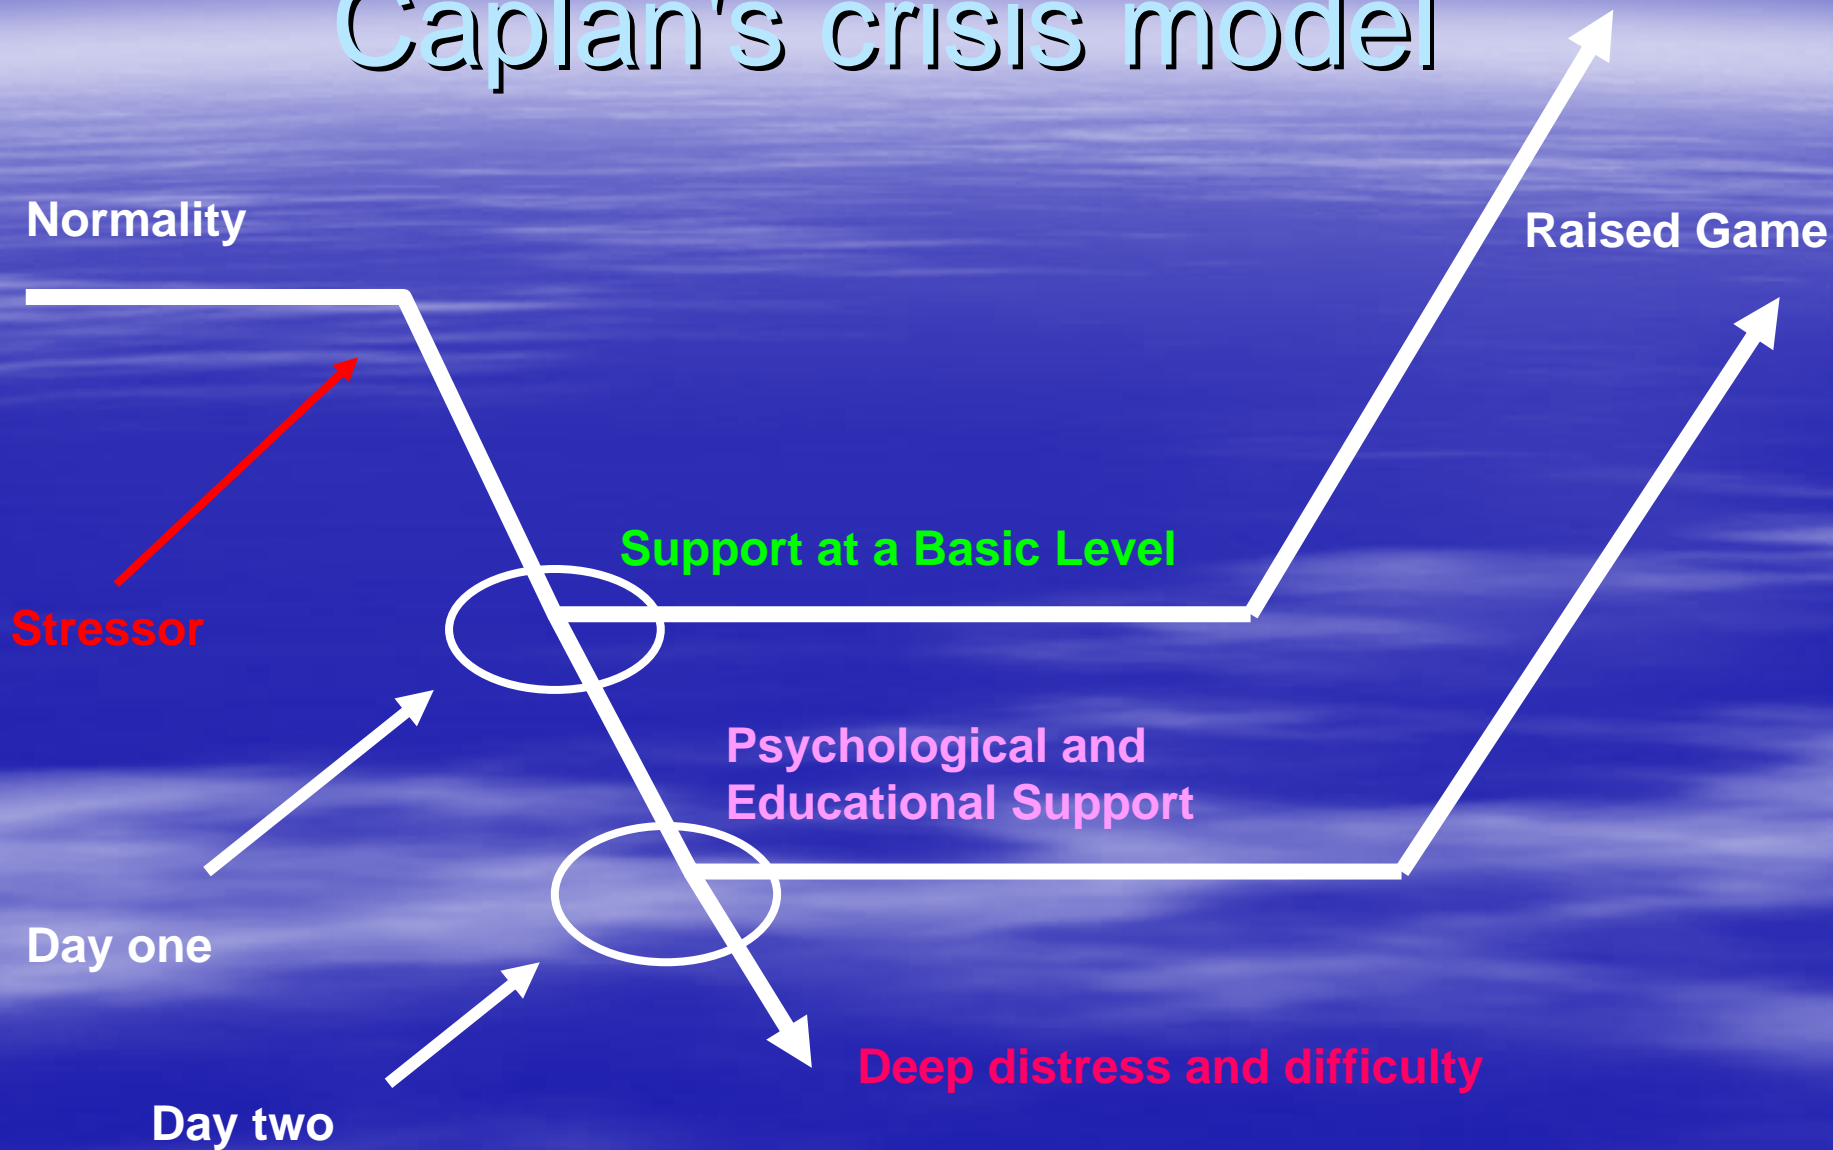 Caplan's crisis model
Normality
Raised Game
Support at a Basic Level
Stressor
Psychological and
Educational Support
Day one
Deep distress and difficulty
Day two